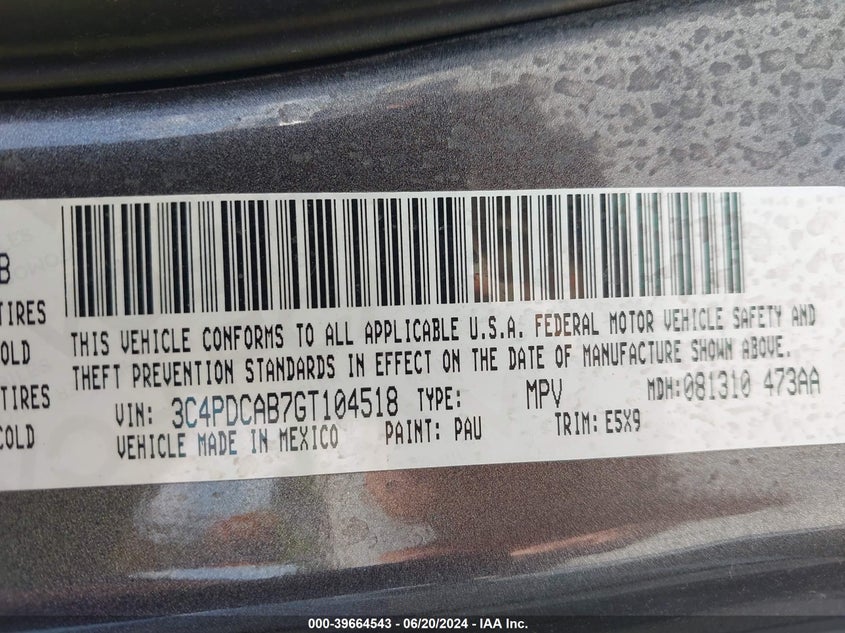 B
TIRES
OLD
TIRES
COLD
THIS VEHICLE CONFORMS TO ALL APPLICABLE U.S.A. FEDERAL MOTOR VEHICLE SAFETY AND
THEFT PREVENTION STANDARDS IN EFFECT ON THE DATE OF MANUFACTURE SHOWN ABOVE.
VIN: 3C4PDCAB7GT104518 TYPE: MPV MDH:081310 473AA
VEHICLE MADE IN MEXICO PAINT: PAU TRIM: E5X9
000-39664543 — 06/20/2024 — IAA Inc.